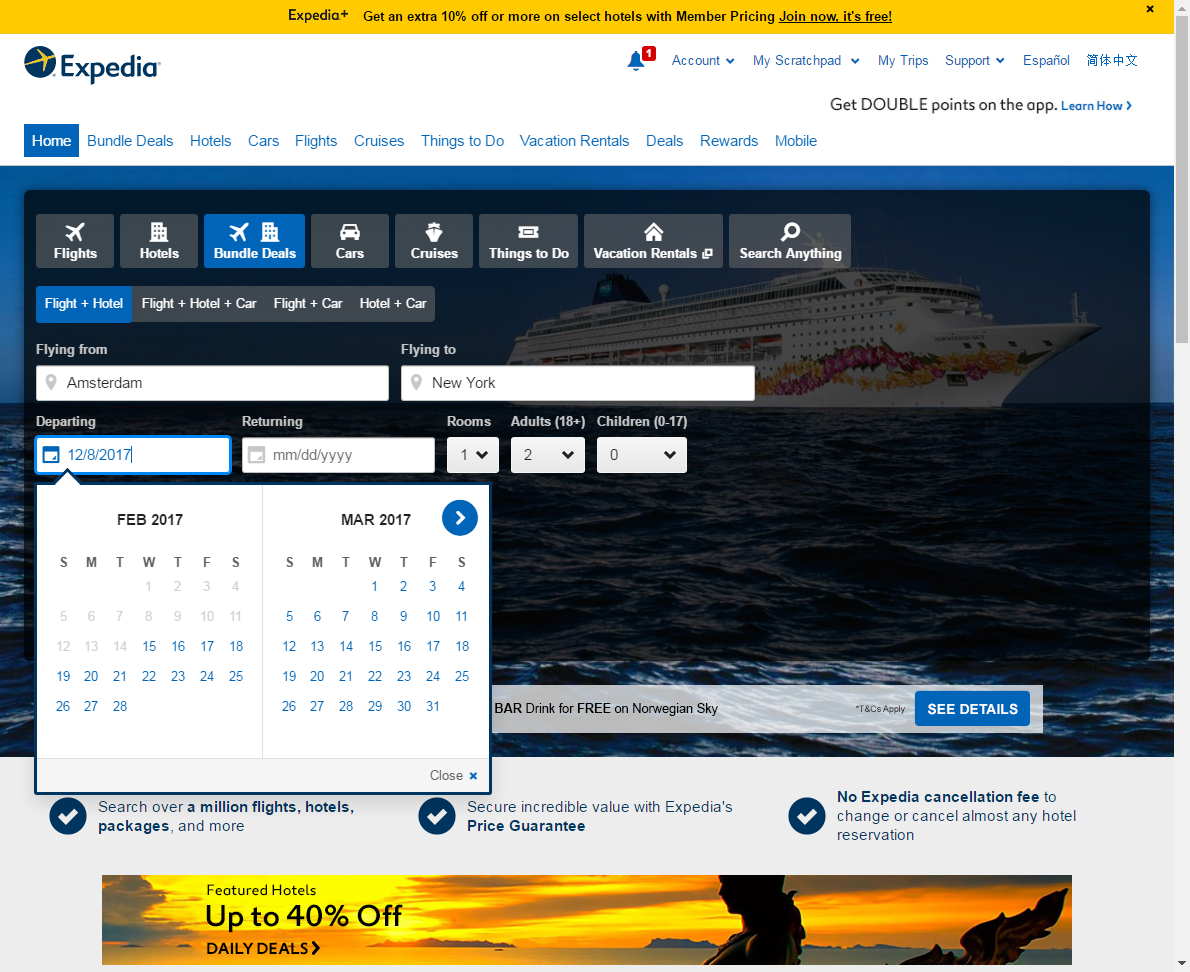 Expedia+ Get an extra 10% off or more on select hotels with Member Pricing Join now, it's free!
Expedia
1
Account My Scratchpad My Trips Support Español 简体中文
Get DOUBLE points on the app. Learn How
Home Bundle Deals Hotels Cars Flights Cruises Things to Do Vacation Rentals Deals Rewards Mobile
Flights Hotels Bundle Deals Cars Cruises Things to Do Vacation Rentals Search Anything
Flight + Hotel Flight + Hotel + Car Flight + Car Hotel + Car
Flying from Flying to
Amsterdam New York
Departing Returning Rooms Adults (18+) Children (0-17)
12/8/2017 mm/dd/yyyy 1 2 0
FEB 2017 MAR 2017
S M T W T F S S M T W T F S
1 2 3 4 1 2 3 4
5 6 7 8 9 10 11 5 6 7 8 9 10 11
12 13 14 15 16 17 18 12 13 14 15 16 17 18
19 20 21 22 23 24 25 19 20 21 22 23 24 25
26 27 28 26 27 28 29 30 31
Close
BAR Drink for FREE on Norwegian Sky *T&Cs Apply SEE DETAILS
Search over a million flights, hotels,
packages, and more
Secure incredible value with Expedia's
Price Guarantee
No Expedia cancellation fee to
change or cancel almost any hotel
reservation
Featured Hotels
Up to 40% Off
DAILY DEALS